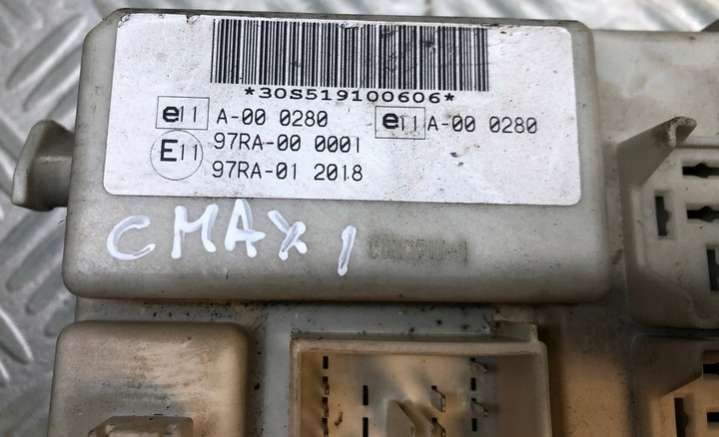 *30S519100606*
e11 A-00 0280 e11 A-00 0280
E11 97RA-00 0001
97RA-01 2018
CMAX 1